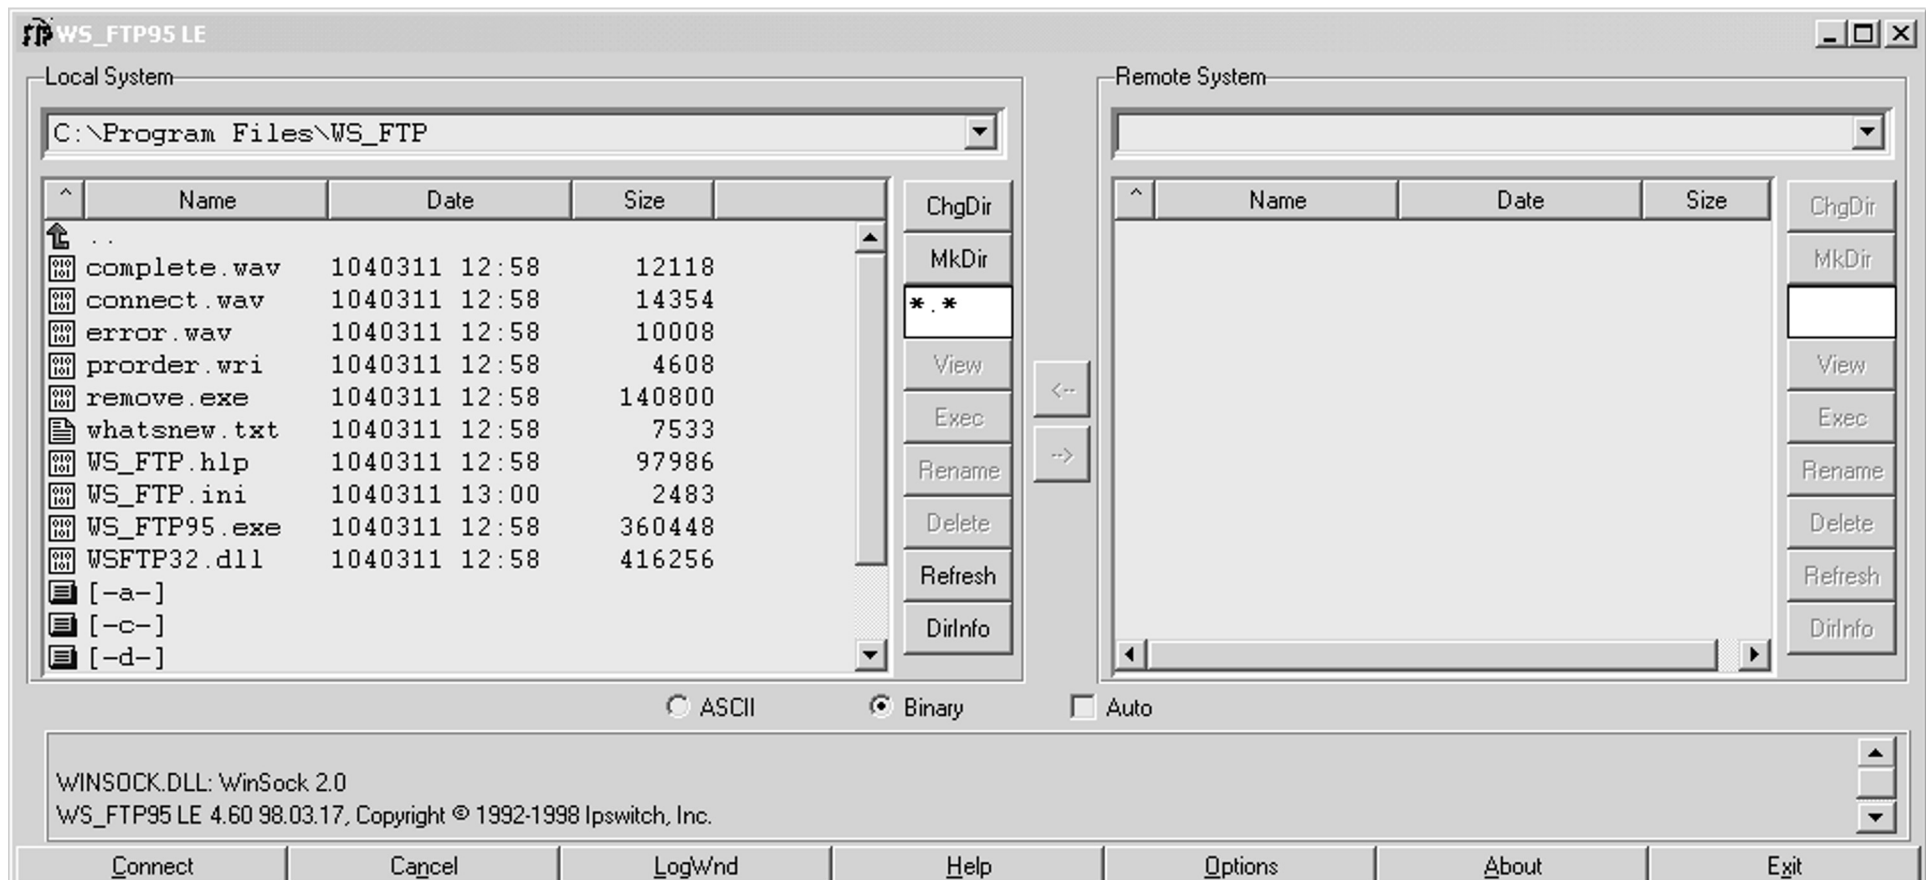 WS_FTP95 LE
Local System
C:\Program Files\WS_FTP
^ Name Date Size
..
complete.wav 1040311 12:58 12118
connect.wav 1040311 12:58 14354
error.wav 1040311 12:58 10008
prorder.wri 1040311 12:58 4608
remove.exe 1040311 12:58 140800
whatsnew.txt 1040311 12:58 7533
WS_FTP.hlp 1040311 12:58 97986
WS_FTP.ini 1040311 13:00 2483
WS_FTP95.exe 1040311 12:58 360448
WSFTP32.dll 1040311 12:58 416256
[-a-]
[-c-]
[-d-]
ChgDir
MkDir
*.*
View
Exec
Rename
Delete
Refresh
DirInfo
<--
-->
Remote System
^ Name Date Size
ChgDir
MkDir
View
Exec
Rename
Delete
Refresh
DirInfo
ASCII Binary Auto
WINSOCK.DLL: WinSock 2.0
WS_FTP95 LE 4.60 98.03.17, Copyright © 1992-1998 Ipswitch, Inc.
Connect Cancel LogWnd Help Options About Exit